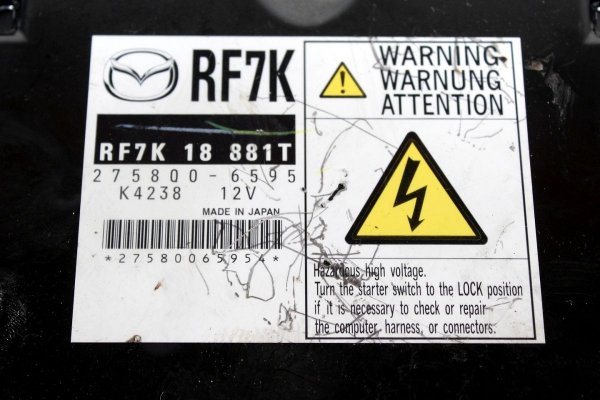 RF7K
RF7K 18 881T
275800-6595
K4238 12V
MADE IN JAPAN
*27580065954*
WARNING
WARNUNG
ATTENTION
Hazardous high voltage.
Turn the starter switch to the LOCK position
if it is necessary to check or repair
the computer, harness, or connectors.